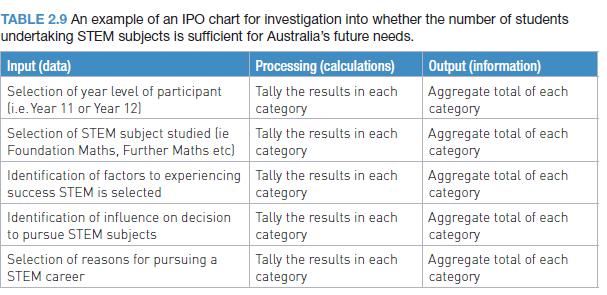 TABLE 2.9 An example of an IPO chart for investigation into whether the number of students
undertaking STEM subjects is sufficient for Australia's future needs.
Input (data) Processing (calculations) Output (information)
Selection of year level of participant Tally the results in each Aggregate total of each
(i.e. Year 11 or Year 12) category category
Selection of STEM subject studied (ie Tally the results in each Aggregate total of each
Foundation Maths, Further Maths etc) category category
Identification of factors to experiencing Tally the results in each Aggregate total of each
success STEM is selected category category
Identification of influence on decision Tally the results in each Aggregate total of each
to pursue STEM subjects category category
Selection of reasons for pursuing a Tally the results in each Aggregate total of each
STEM career category category